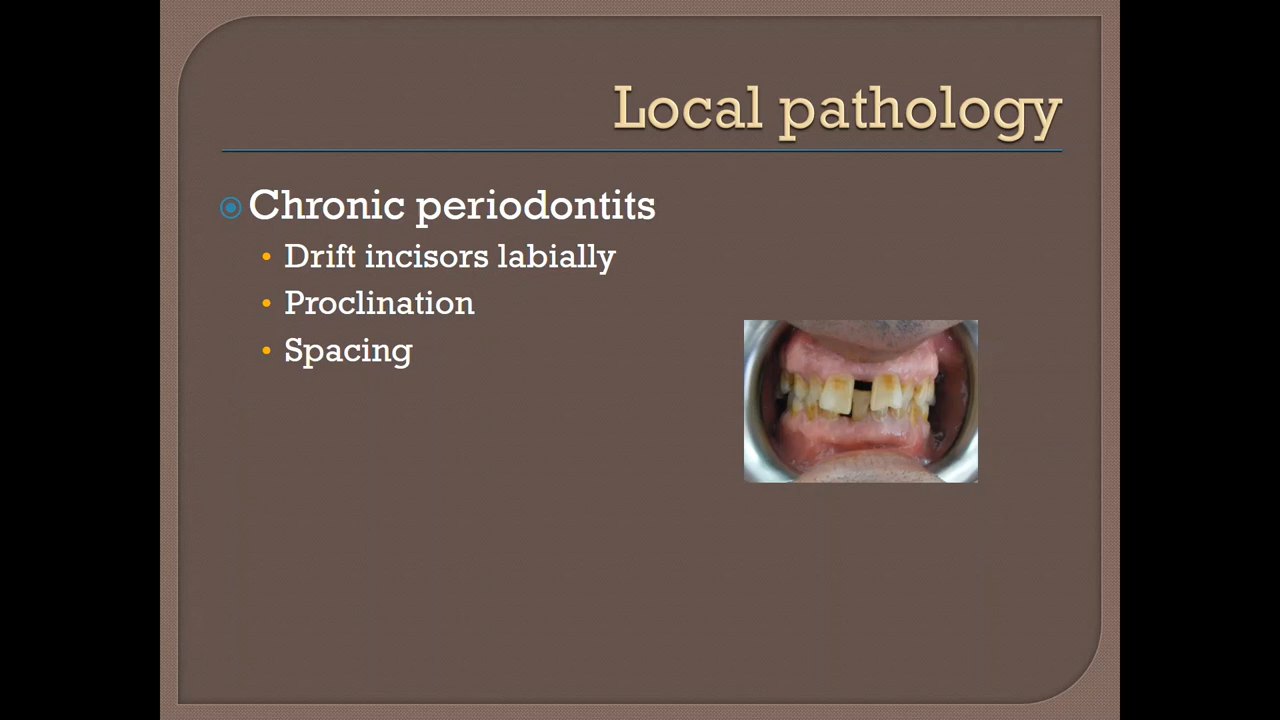 Local pathology
Chronic periodontits
Drift incisors labially
Proclination
Spacing